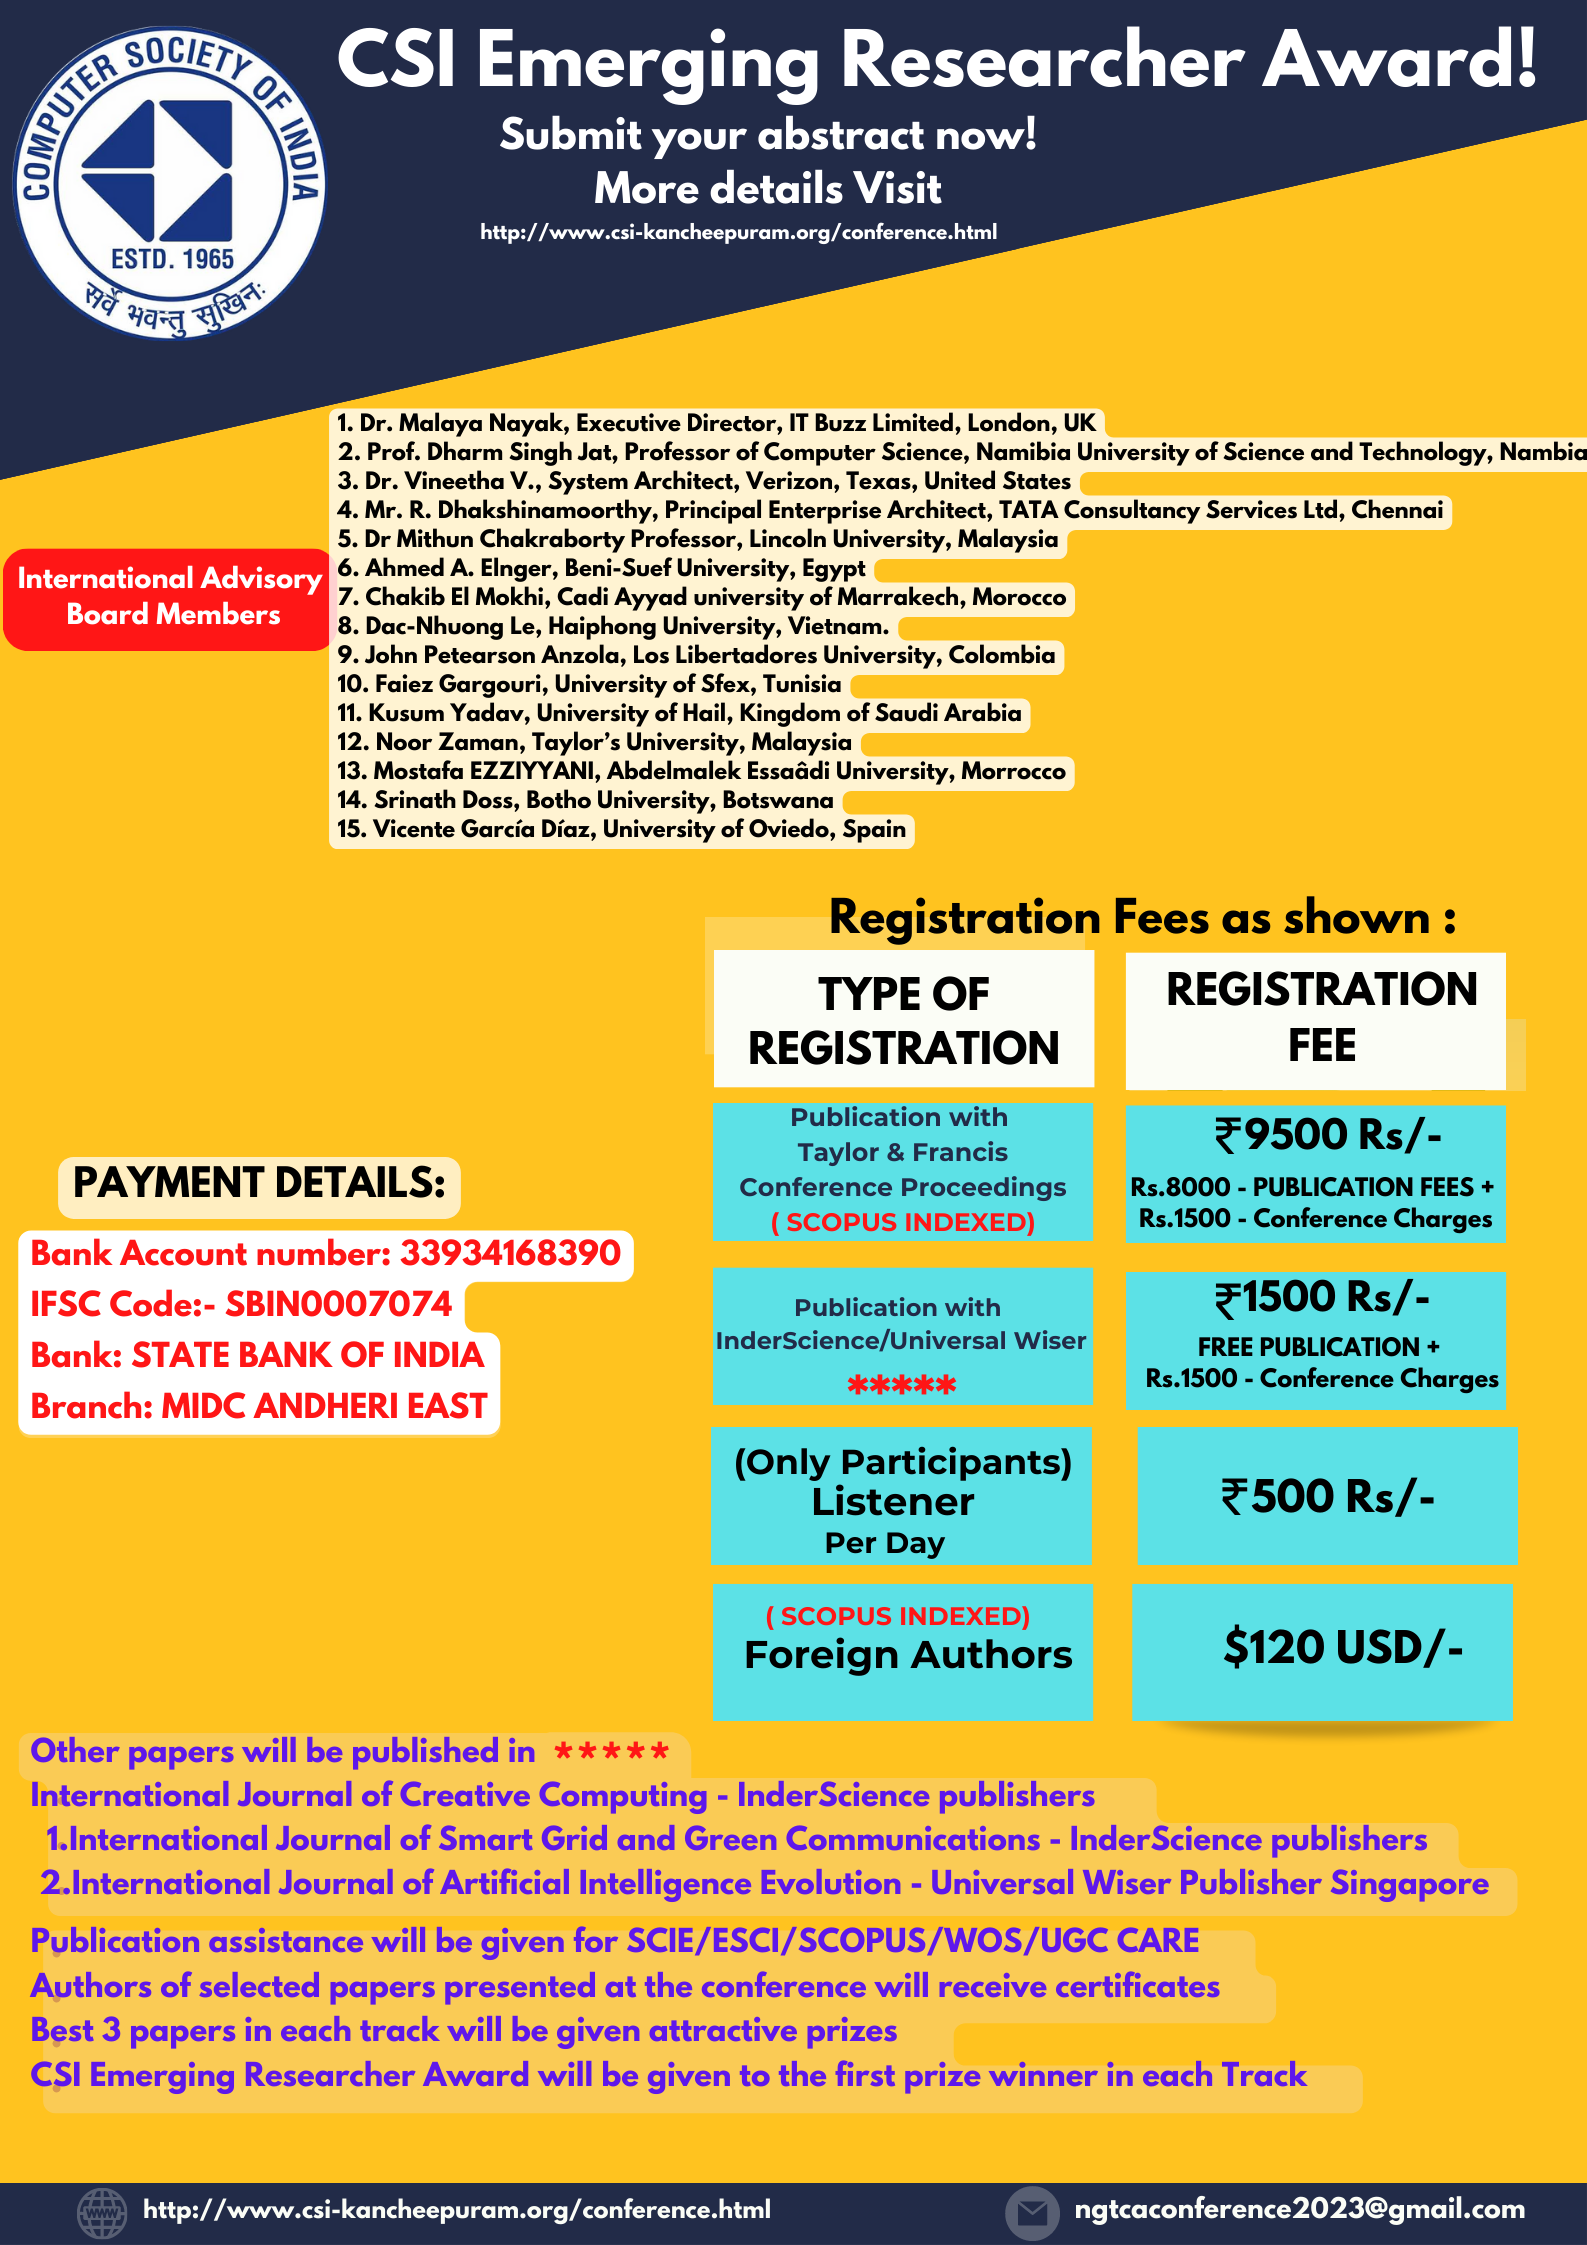 COMPUTER SOCIETY OF INDIA
ESTD. 1965
सर्वे भवन्तु सुखिनः
CSI Emerging Researcher Award!
Submit your abstract now!
More details Visit
http://www.csi-kancheepuram.org/conference.html
International Advisory
Board Members
1. Dr. Malaya Nayak, Executive Director, IT Buzz Limited, London, UK
2. Prof. Dharm Singh Jat, Professor of Computer Science, Namibia University of Science and Technology, Nambia
3. Dr. Vineetha V., System Architect, Verizon, Texas, United States
4. Mr. R. Dhakshinamoorthy, Principal Enterprise Architect, TATA Consultancy Services Ltd, Chennai
5. Dr Mithun Chakraborty Professor, Lincoln University, Malaysia
6. Ahmed A. Elnger, Beni-Suef University, Egypt
7. Chakib El Mokhi, Cadi Ayyad university of Marrakech, Morocco
8. Dac-Nhuong Le, Haiphong University, Vietnam.
9. John Petearson Anzola, Los Libertadores University, Colombia
10. Faiez Gargouri, University of Sfex, Tunisia
11. Kusum Yadav, University of Hail, Kingdom of Saudi Arabia
12. Noor Zaman, Taylor’s University, Malaysia
13. Mostafa EZZIYYANI, Abdelmalek Essaâdi University, Morrocco
14. Srinath Doss, Botho University, Botswana
15. Vicente García Díaz, University of Oviedo, Spain
Registration Fees as shown :
TYPE OF
REGISTRATION
REGISTRATION
FEE
Publication with
Taylor & Francis
Conference Proceedings
( SCOPUS INDEXED)
₹9500 Rs/-
Rs.8000 - PUBLICATION FEES +
Rs.1500 - Conference Charges
Publication with
InderScience/Universal Wiser
*****
₹1500 Rs/-
FREE PUBLICATION +
Rs.1500 - Conference Charges
(Only Participants)
Listener
Per Day
₹500 Rs/-
( SCOPUS INDEXED)
Foreign Authors
$120 USD/-
PAYMENT DETAILS:
Bank Account number: 33934168390
IFSC Code:- SBIN0007074
Bank: STATE BANK OF INDIA
Branch: MIDC ANDHERI EAST
Other papers will be published in *****
International Journal of Creative Computing - InderScience publishers
1.International Journal of Smart Grid and Green Communications - InderScience publishers
2.International Journal of Artificial Intelligence Evolution - Universal Wiser Publisher Singapore
Publication assistance will be given for SCIE/ESCI/SCOPUS/WOS/UGC CARE
Authors of selected papers presented at the conference will receive certificates
Best 3 papers in each track will be given attractive prizes
CSI Emerging Researcher Award will be given to the first prize winner in each Track
www
http://www.csi-kancheepuram.org/conference.html
ngtcaconference2023@gmail.com